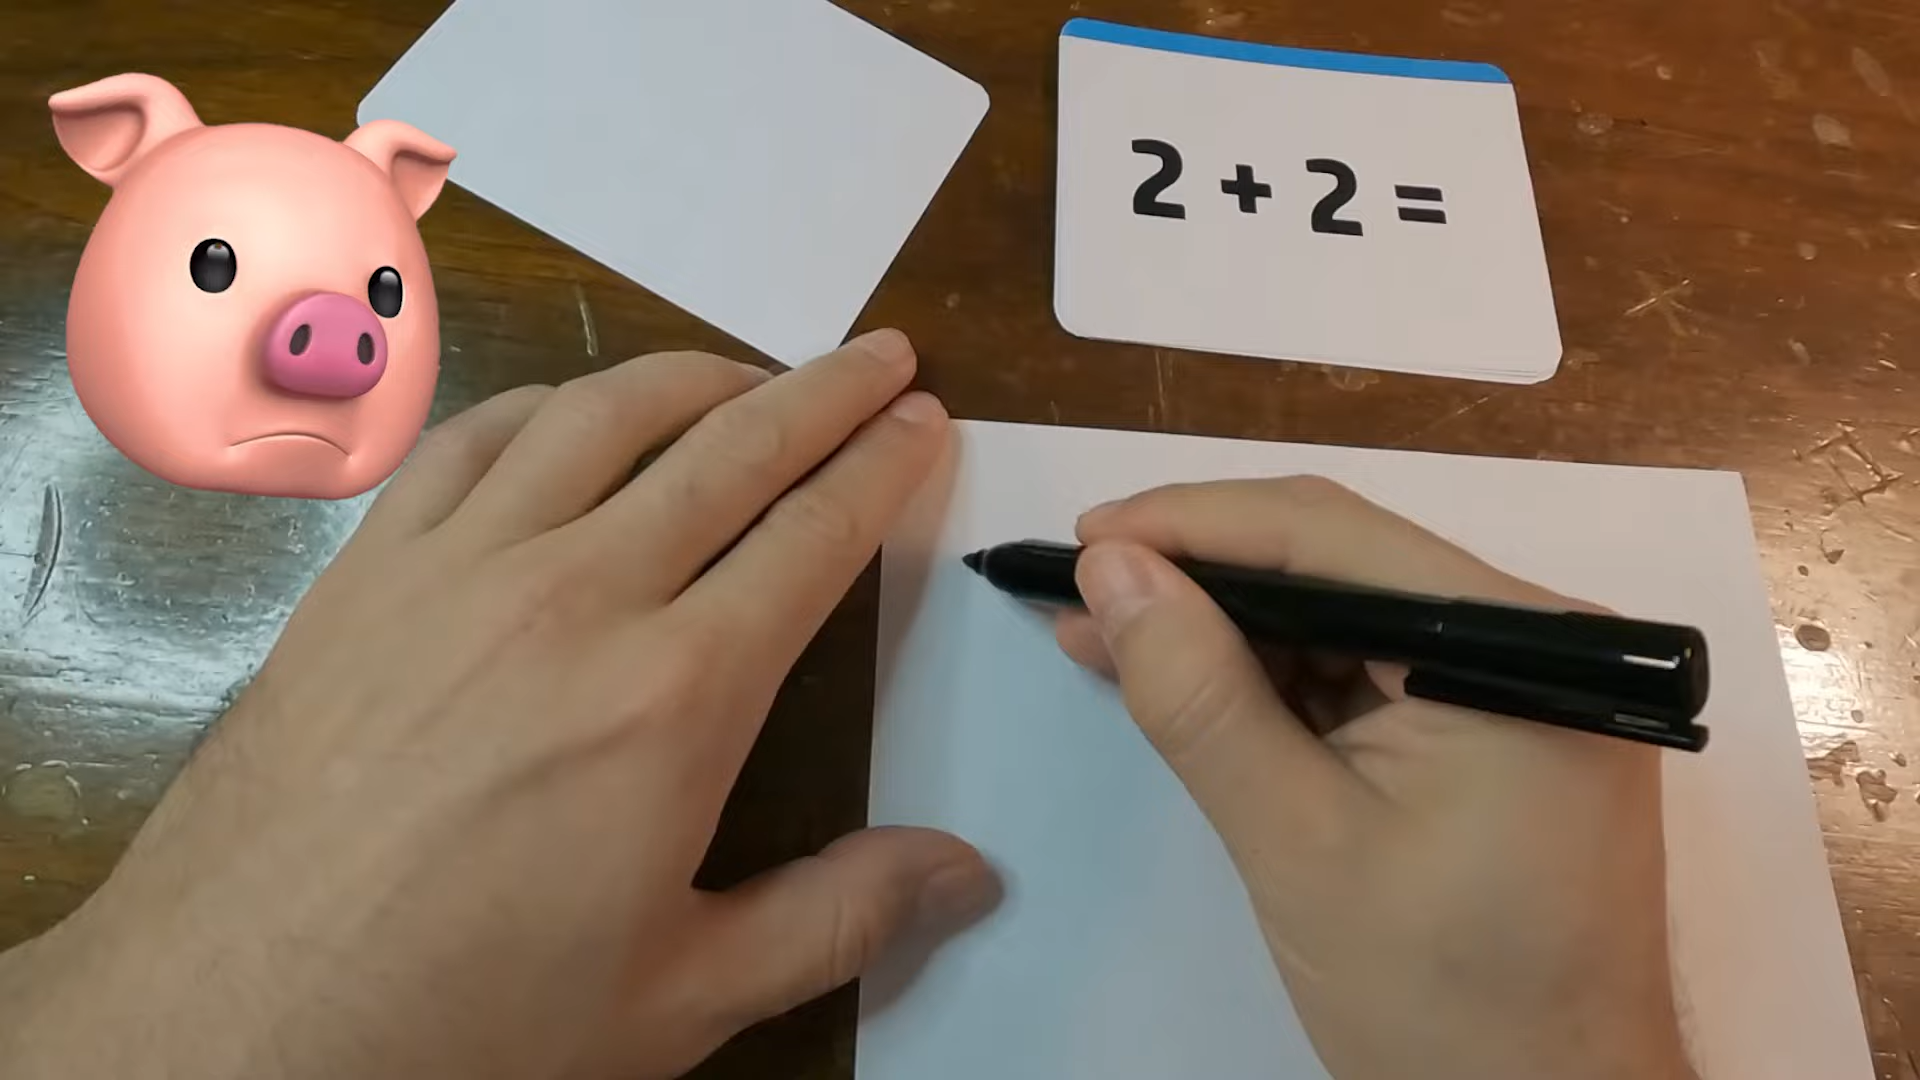 2 + 2 =